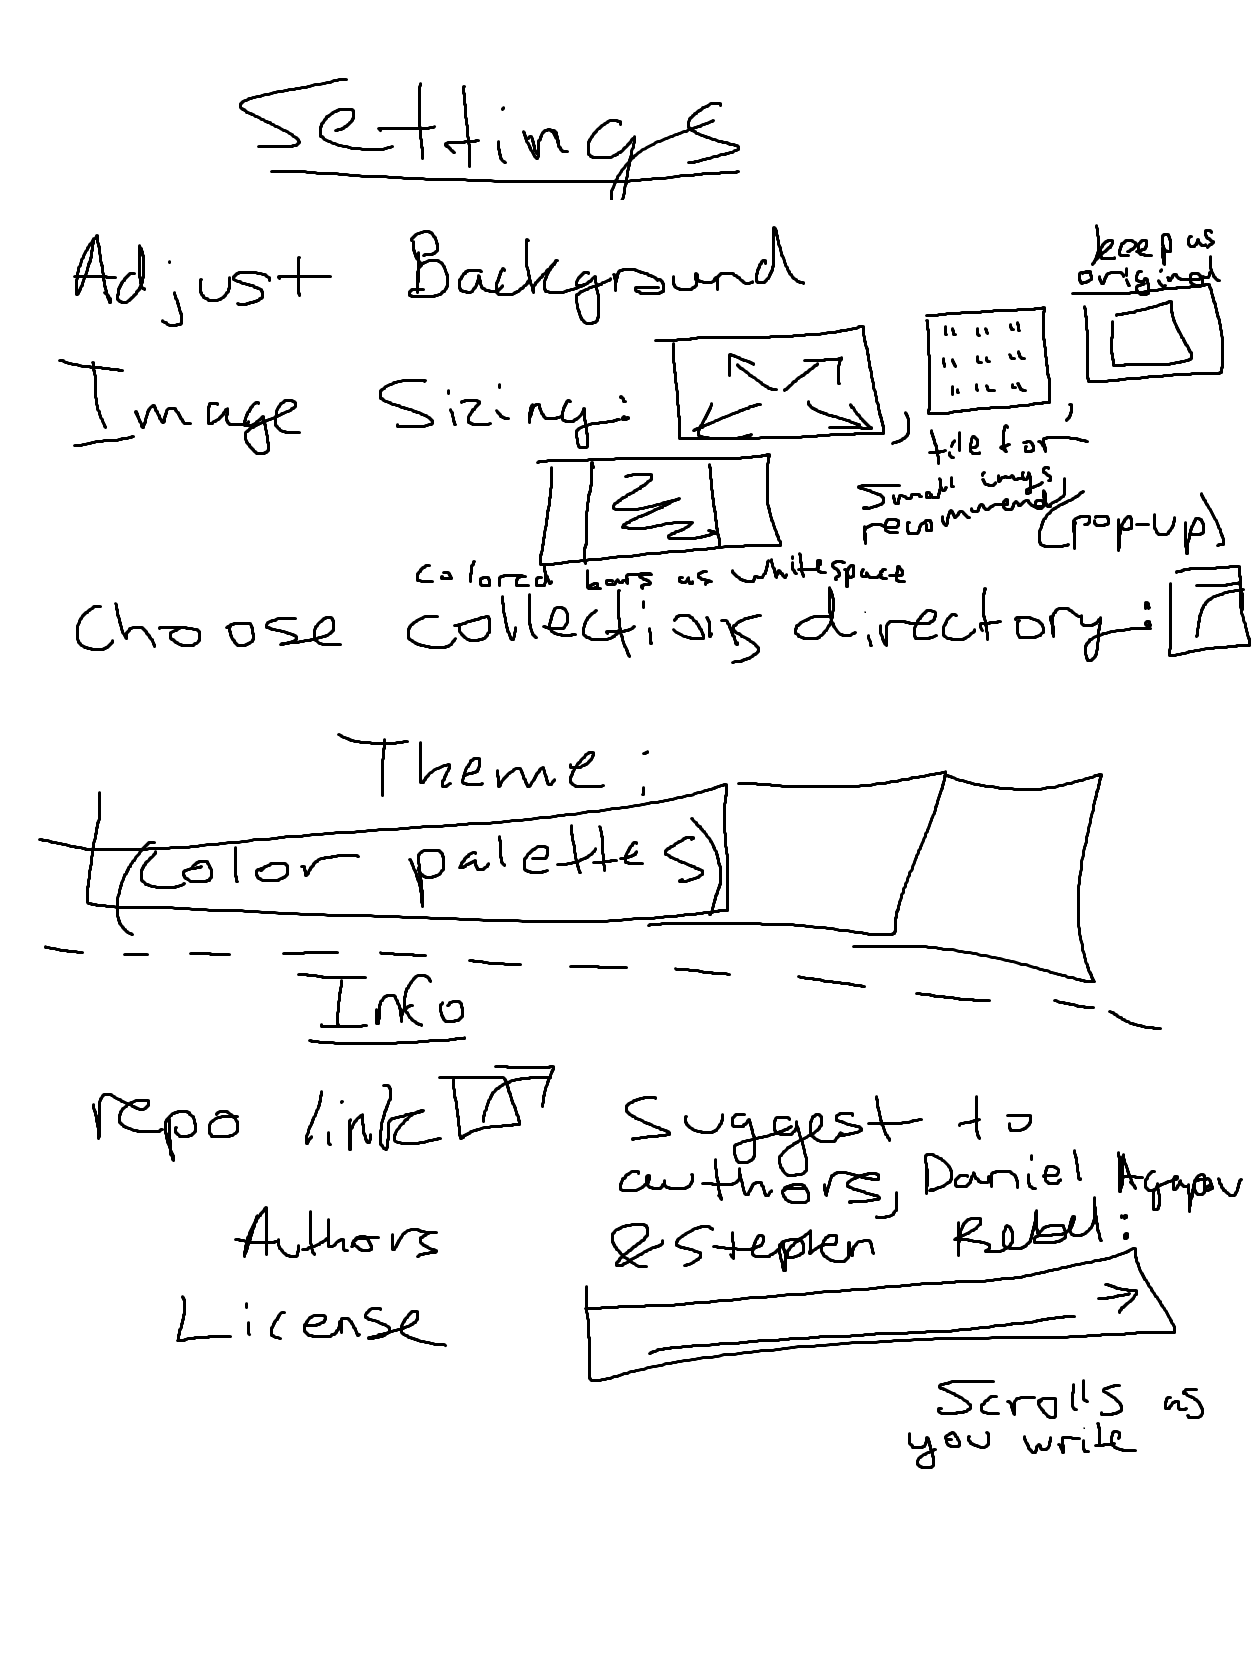 Settings
Adjust Background
keep as
original
Image Sizing: , ,
tile for
small imgs
recommend
(pop-up)
colored bars as whitespace
Choose collections directory:
Theme:
(color palettes)
Info
repo link
Suggest to
authors, Daniel Agapov
& Stephen
Authors
License
Scrolls as
you write